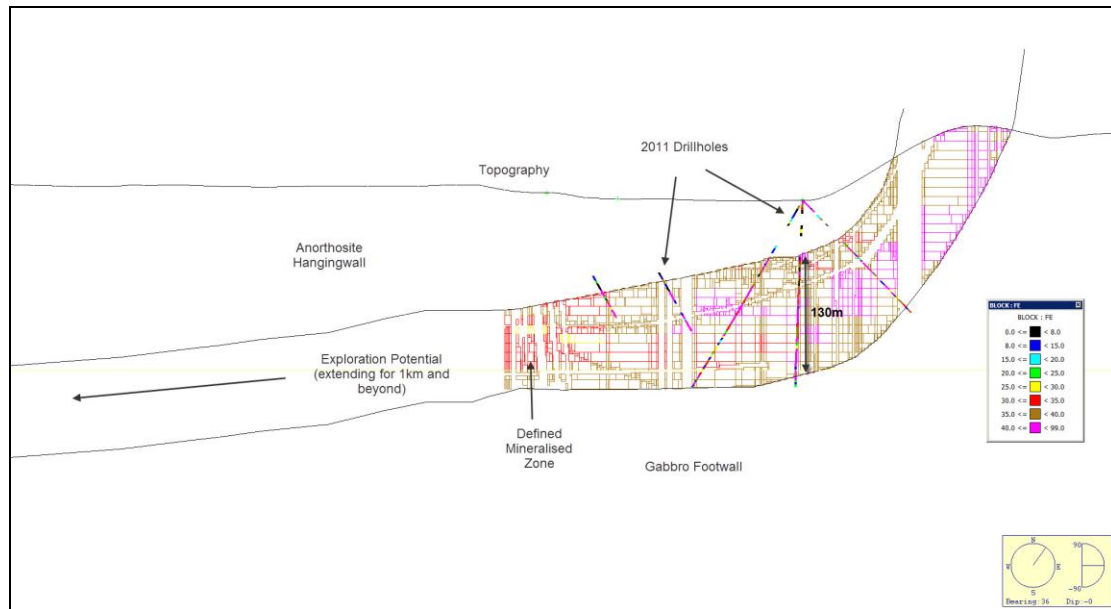 2011 Drillholes
Topography
Anorthosite
Hangingwall
130m
Exploration Potential
(extending for 1km and
beyond)
Defined
Mineralised
Zone
Gabbro Footwall
BLOCK:FE
BLOCK : FE
0.0 <= < 8.0
8.0 <= < 15.0
15.0 <= < 20.0
20.0 <= < 25.0
25.0 <= < 30.0
30.0 <= < 35.0
35.0 <= < 40.0
40.0 <= < 99.0
N
E
S
90
-90
Bearing:36 Dip:-0